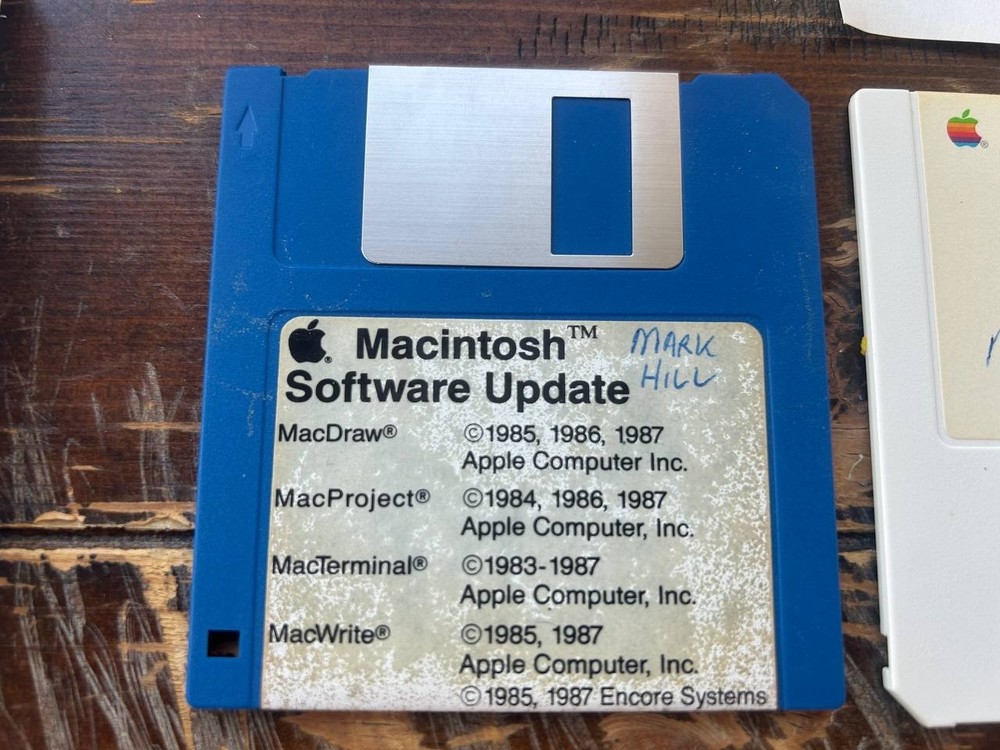 Macintosh™ MARK
Software Update HILL
MacDraw® ©1985, 1986, 1987
Apple Computer Inc.
MacProject® ©1984, 1986, 1987
Apple Computer, Inc.
MacTerminal® ©1983-1987
Apple Computer, Inc.
MacWrite® ©1985, 1987
Apple Computer, Inc.
©1985, 1987 Encore Systems